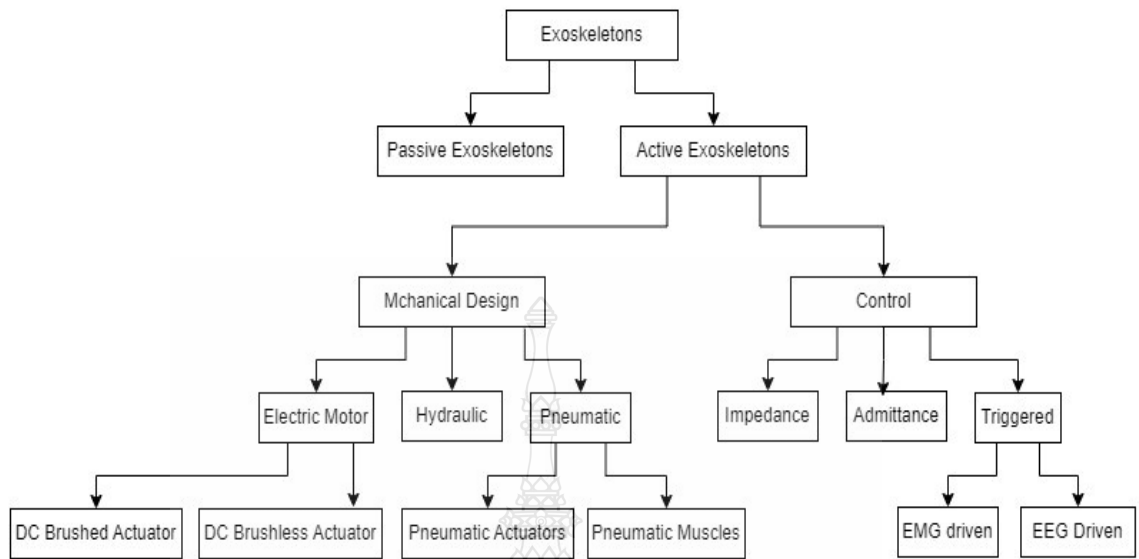 Exoskeletons
Passive Exoskeletons
Active Exoskeletons
Mchanical Design
Control
Electric Motor
Hydraulic
Pneumatic
Impedance
Admittance
Triggered
DC Brushed Actuator
DC Brushless Actuator
Pneumatic Actuators
Pneumatic Muscles
EMG driven
EEG Driven